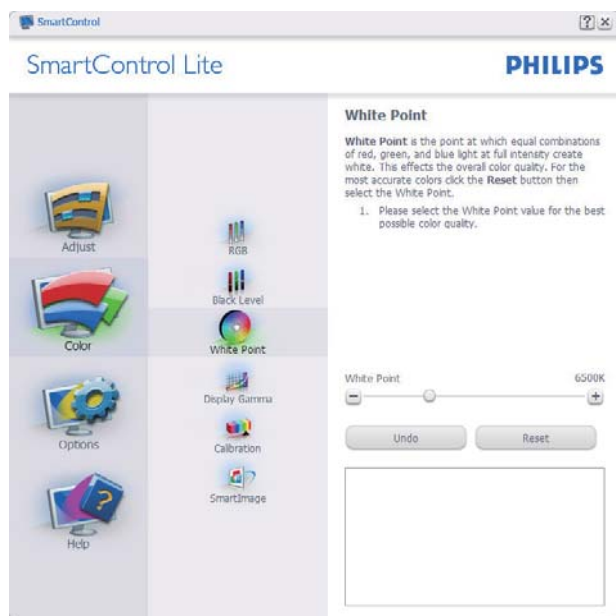 SmartControl
SmartControl Lite
PHILIPS
Adjust
Color
Options
Help
RGB
Black Level
White Point
Display Gamma
Calibration
SmartImage
White Point
White Point is the point at which equal combinations
of red, green, and blue light at full intensity create
white. This effects the overall color quality. For the
most accurate colors click the Reset button then
select the White Point.
1. Please select the White Point value for the best
possible color quality.
White Point 6500K
Undo Reset